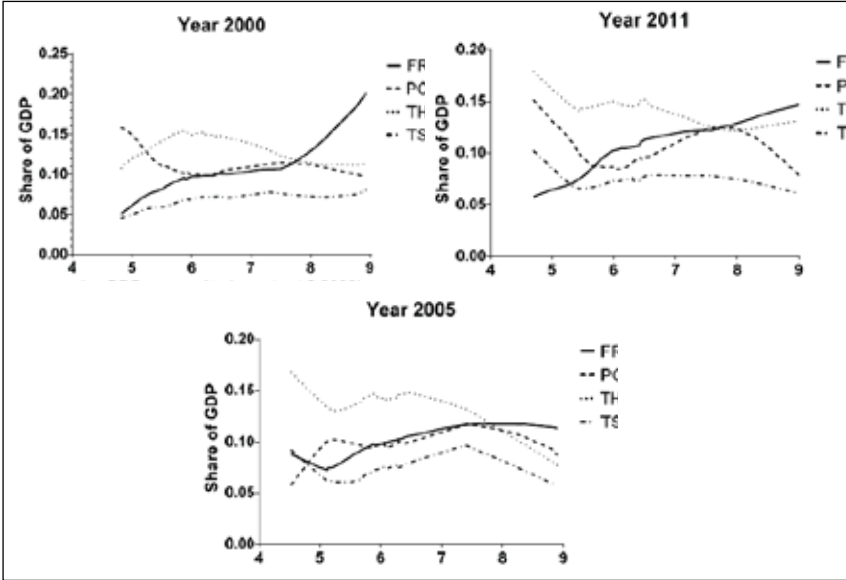 Year 2000
Share of GDP
0.25
0.20
0.15
0.10
0.05
0.00
4 5 6 7 8 9
FR
PC
TH
TS
Year 2011
Share of GDP
0.20
0.15
0.10
0.05
0.00
4 5 6 7 8 9
F
P
T
T
Year 2005
Share of GDP
0.20
0.15
0.10
0.05
0.00
4 5 6 7 8 9
FR
PC
TH
TS